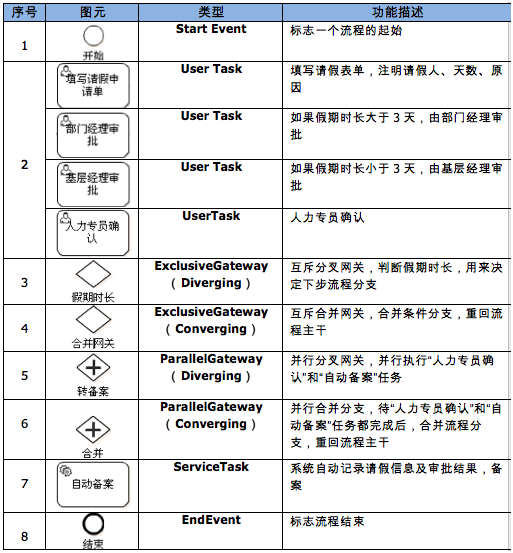 序号 图元 类型 功能描述
1 开始 Start Event 标志一个流程的起始
2
填写请假申
请单
User Task
填写请假表单，注明请假人、天数、原
因
部门经理审
批
User Task
如果假期时长大于 3 天，由部门经理审
批
基层经理审
批
User Task
如果假期时长小于 3 天，由基层经理审
批
人力专员确
认
UserTask
人力专员确认
3
假期时长
ExclusiveGateway
（ Diverging ）
互斥分叉网关，判断假期时长，用来决
定下步流程分支
4
合并网关
ExclusiveGateway
（ Converging ）
互斥合并网关，合并条件分支，重回流
程主干
5
转备案
ParallelGateway
（ Diverging ）
并行分叉网关，并行执行“人力专员确
认”和“自动备案”任务
6
合并
ParallelGateway
（ Converging ）
并行合并分支，待“人力专员确认”和“自
动备案”任务都完成后，合并流程分
支，重回流程主干
7
自动备案
ServiceTask
系统自动记录请假信息及审批结果，备
案
8
结束
EndEvent
标志流程结束